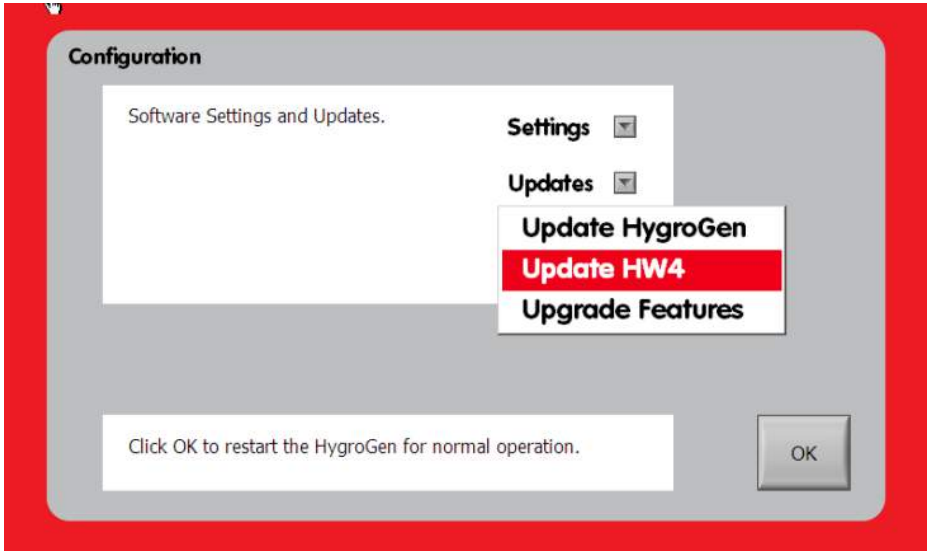 Configuration
Software Settings and Updates.
Settings
Updates
Update HygroGen
Update HW4
Upgrade Features
Click OK to restart the HygroGen for normal operation.
OK